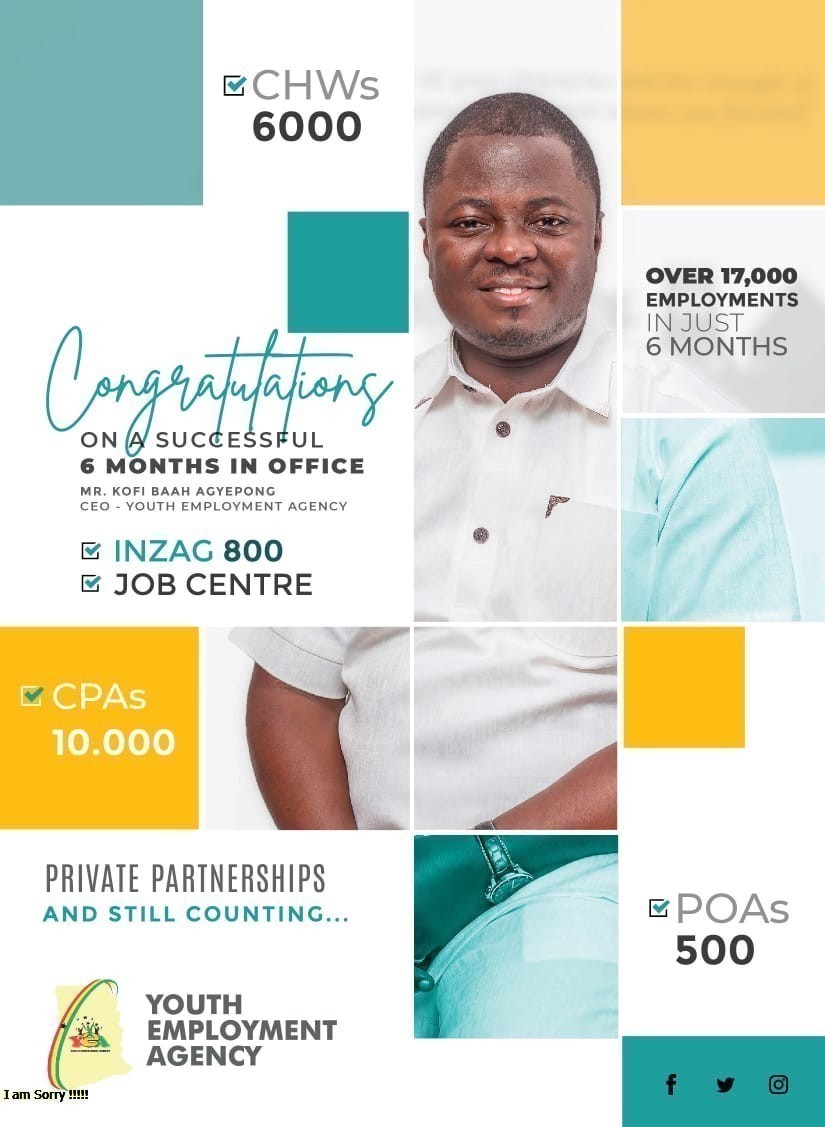 CHWs
6000
OVER 17,000
EMPLOYMENTS
IN JUST
6 MONTHS
Congratulations
ON A SUCCESSFUL
6 MONTHS IN OFFICE
MR. KOFI BAAH AGYEPONG
CEO - YOUTH EMPLOYMENT AGENCY
INZAG 800
JOB CENTRE
CPAs
10.000
PRIVATE PARTNERSHIPS
AND STILL COUNTING...
POAs
500
YEA
YOUTH
EMPLOYMENT
AGENCY
I am Sorry !!!!!